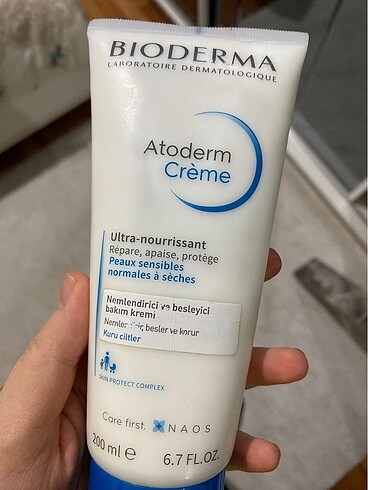 BIODERMA
LABORATOIRE DERMATOLOGIQUE
Atoderm
Crème
Ultra-nourrissant
Répare, apaise, protège
Peaux sensibles
normales à sèches
Nemlendirici ve besleyici
bakım kremi
besler ve korur
Kuru ciltler
SKIN PROTECT COMPLEX
Care first. NAOS
200 ml e 6.7 FL.OZ.